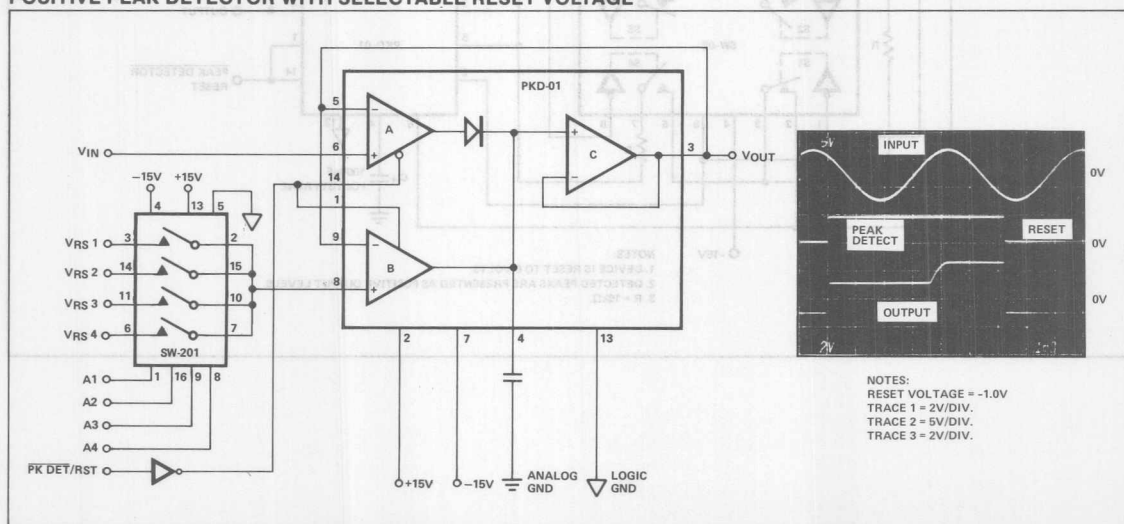 POSITIVE PEAK DETECTOR WITH SELECTABLE RESET VOLTAGE
PKD-01
5
A
6
14
1
VIN
-15V
+15V
4
13
5
VRS 1
3
2
VRS 2
14
15
VRS 3
11
10
VRS 4
6
7
SW-201
1
16
9
8
A1
A2
A3
A4
PK DET/RST
9
B
8
C
3
VOUT
2
7
4
13
+15V
-15V
ANALOG
GND
LOGIC
GND
5V
INPUT
0V
PEAK
DETECT
RESET
0V
OUTPUT
0V
2V
NOTES:
RESET VOLTAGE = -1.0V
TRACE 1 = 2V/DIV.
TRACE 2 = 5V/DIV.
TRACE 3 = 2V/DIV.